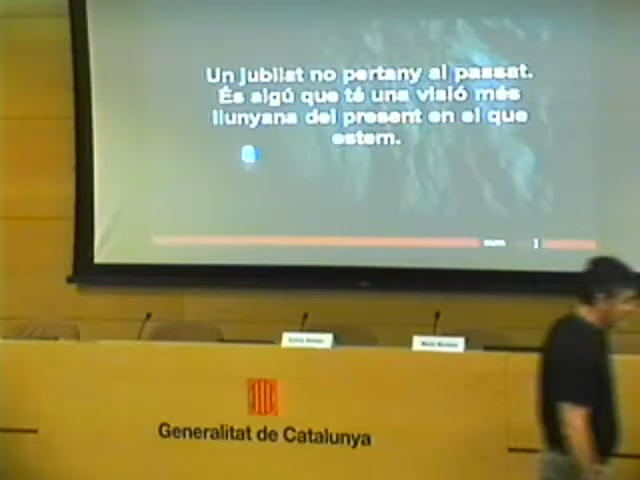 Un jubilat no pertany al passat.
És algú que té una visió més
llunyana del present en el que
estem.
Generalitat de Catalunya